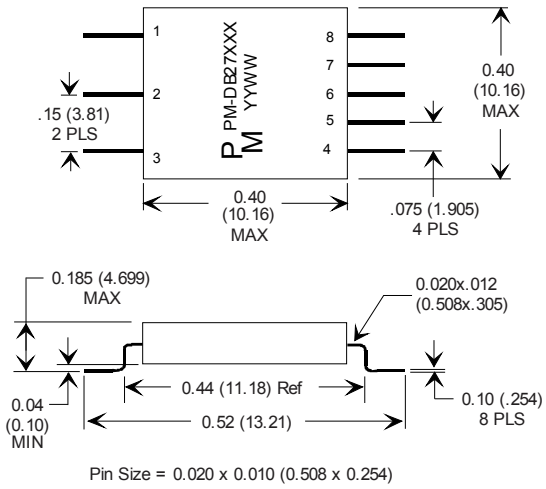 1
2
3
8
7
6
5
4
PM-DB27XXX
YYWW
PM
.15 (3.81)
2 PLS
0.40
(10.16)
MAX
0.40
(10.16)
MAX
.075 (1.905)
4 PLS
0.185 (4.699)
MAX
0.020x.012
(0.508x.305)
0.44 (11.18) Ref
0.04
(0.10)
MIN
0.52 (13.21)
0.10 (.254)
8 PLS
Pin Size = 0.020 x 0.010 (0.508 x 0.254)